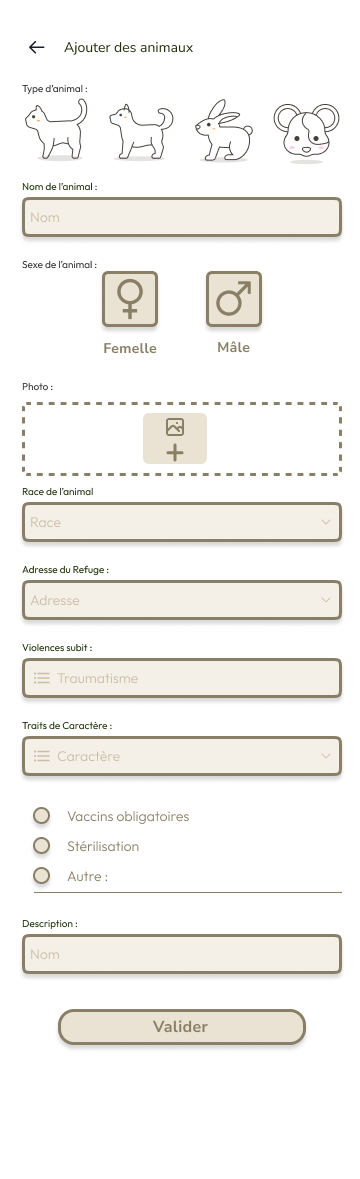 Ajouter des animaux
Type d'animal :
Nom de l'animal :
Nom
Sexe de l'animal :
Femelle
Mâle
Photo :
Race de l'animal
Race
Adresse du Refuge :
Adresse
Violences subit :
Traumatisme
Traits de Caractère :
Caractère
Vaccins obligatoires
Stérilisation
Autre :
Description :
Nom
Valider